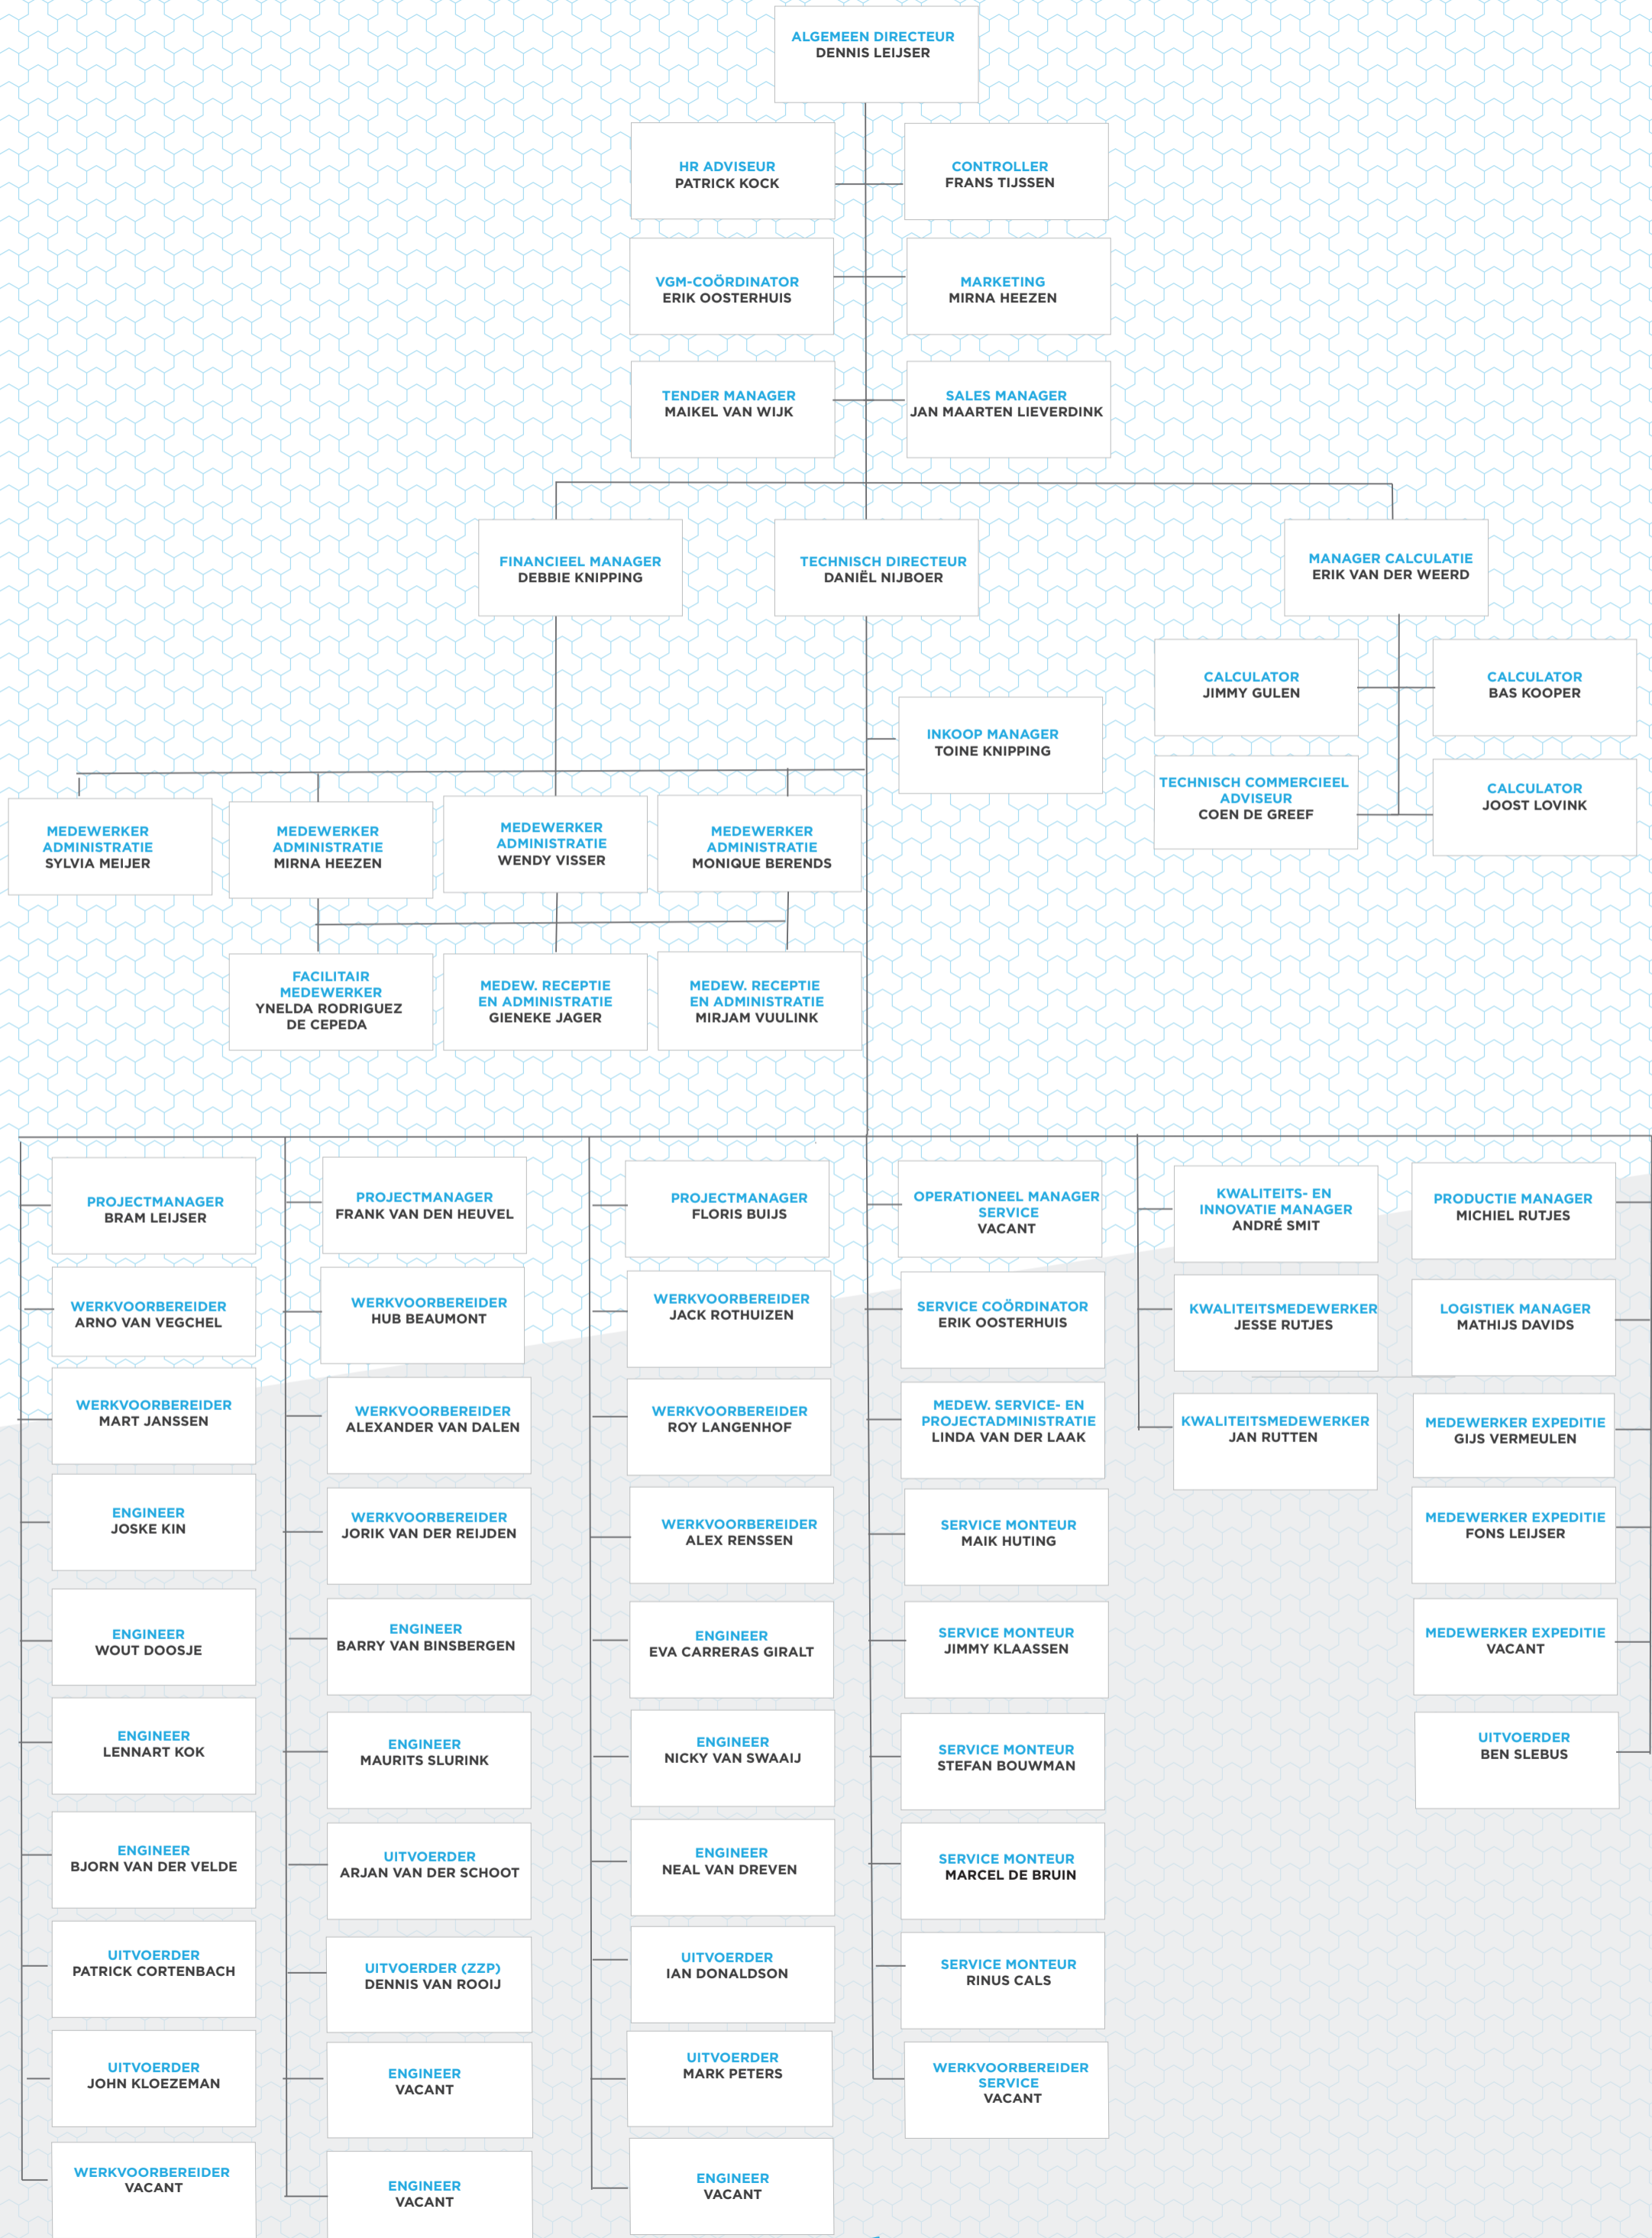 ALGEMEEN DIRECTEUR
DENNIS LEIJSER
HR ADVISEUR
PATRICK KOCK
CONTROLLER
FRANS TIJSSEN
VGM-COÖRDINATOR
ERIK OOSTERHUIS
MARKETING
MIRNA HEEZEN
TENDER MANAGER
MAIKEL VAN WIJK
SALES MANAGER
JAN MAARTEN LIEVERDINK
FINANCIEEL MANAGER
DEBBIE KNIPPING
TECHNISCH DIRECTEUR
DANIËL NIJBOER
MANAGER CALCULATIE
ERIK VAN DER WEERD
CALCULATOR
JIMMY GULEN
CALCULATOR
BAS KOOPER
INKOOP MANAGER
TOINE KNIPPING
TECHNISCH COMMERCIEEL
ADVISEUR
COEN DE GREEF
CALCULATOR
JOOST LOVINK
MEDEWERKER
ADMINISTRATIE
SYLVIA MEIJER
MEDEWERKER
ADMINISTRATIE
MIRNA HEEZEN
MEDEWERKER
ADMINISTRATIE
WENDY VISSER
MEDEWERKER
ADMINISTRATIE
MONIQUE BERENDS
FACILITAIR
MEDEWERKER
YNELDA RODRIGUEZ
DE CEPEDA
MEDEW. RECEPTIE
EN ADMINISTRATIE
GIENEKE JAGER
MEDEW. RECEPTIE
EN ADMINISTRATIE
MIRJAM VUULINK
PROJECTMANAGER
BRAM LEIJSER
WERKVOORBEREIDER
ARNO VAN VEGCHEL
WERKVOORBEREIDER
MART JANSSEN
ENGINEER
JOSKE KIN
ENGINEER
WOUT DOOSJE
ENGINEER
LENNART KOK
ENGINEER
BJORN VAN DER VELDE
UITVOERDER
PATRICK CORTENBACH
UITVOERDER
JOHN KLOEZEMAN
WERKVOORBEREIDER
VACANT
PROJECTMANAGER
FRANK VAN DEN HEUVEL
WERKVOORBEREIDER
HUB BEAUMONT
WERKVOORBEREIDER
ALEXANDER VAN DALEN
WERKVOORBEREIDER
JORIK VAN DER REIJDEN
ENGINEER
BARRY VAN BINSBERGEN
ENGINEER
MAURITS SLURINK
UITVOERDER
ARJAN VAN DER SCHOOT
UITVOERDER (ZZP)
DENNIS VAN ROOIJ
ENGINEER
VACANT
ENGINEER
VACANT
PROJECTMANAGER
FLORIS BUIJS
WERKVOORBEREIDER
JACK ROTHUIZEN
WERKVOORBEREIDER
ROY LANGENHOF
WERKVOORBEREIDER
ALEX RENSSEN
ENGINEER
EVA CARRERAS GIRALT
ENGINEER
NICKY VAN SWAAIJ
ENGINEER
NEAL VAN DREVEN
UITVOERDER
IAN DONALDSON
UITVOERDER
MARK PETERS
ENGINEER
VACANT
OPERATIONEEL MANAGER
SERVICE
VACANT
SERVICE COÖRDINATOR
ERIK OOSTERHUIS
MEDEW. SERVICE- EN
PROJECTADMINISTRATIE
LINDA VAN DER LAAK
SERVICE MONTEUR
MAIK HUTING
SERVICE MONTEUR
JIMMY KLAASSEN
SERVICE MONTEUR
STEFAN BOUWMAN
SERVICE MONTEUR
MARCEL DE BRUIN
SERVICE MONTEUR
RINUS CALS
WERKVOORBEREIDER
SERVICE
VACANT
KWALITEITS- EN
INNOVATIE MANAGER
ANDRÉ SMIT
KWALITEITSMEDEWERKER
JESSE RUTJES
KWALITEITSMEDEWERKER
JAN RUTTEN
PRODUCTIE MANAGER
MICHIEL RUTJES
LOGISTIEK MANAGER
MATHIJS DAVIDS
MEDEWERKER EXPEDITIE
GIJS VERMEULEN
MEDEWERKER EXPEDITIE
FONS LEIJSER
MEDEWERKER EXPEDITIE
VACANT
UITVOERDER
BEN SLEBUS